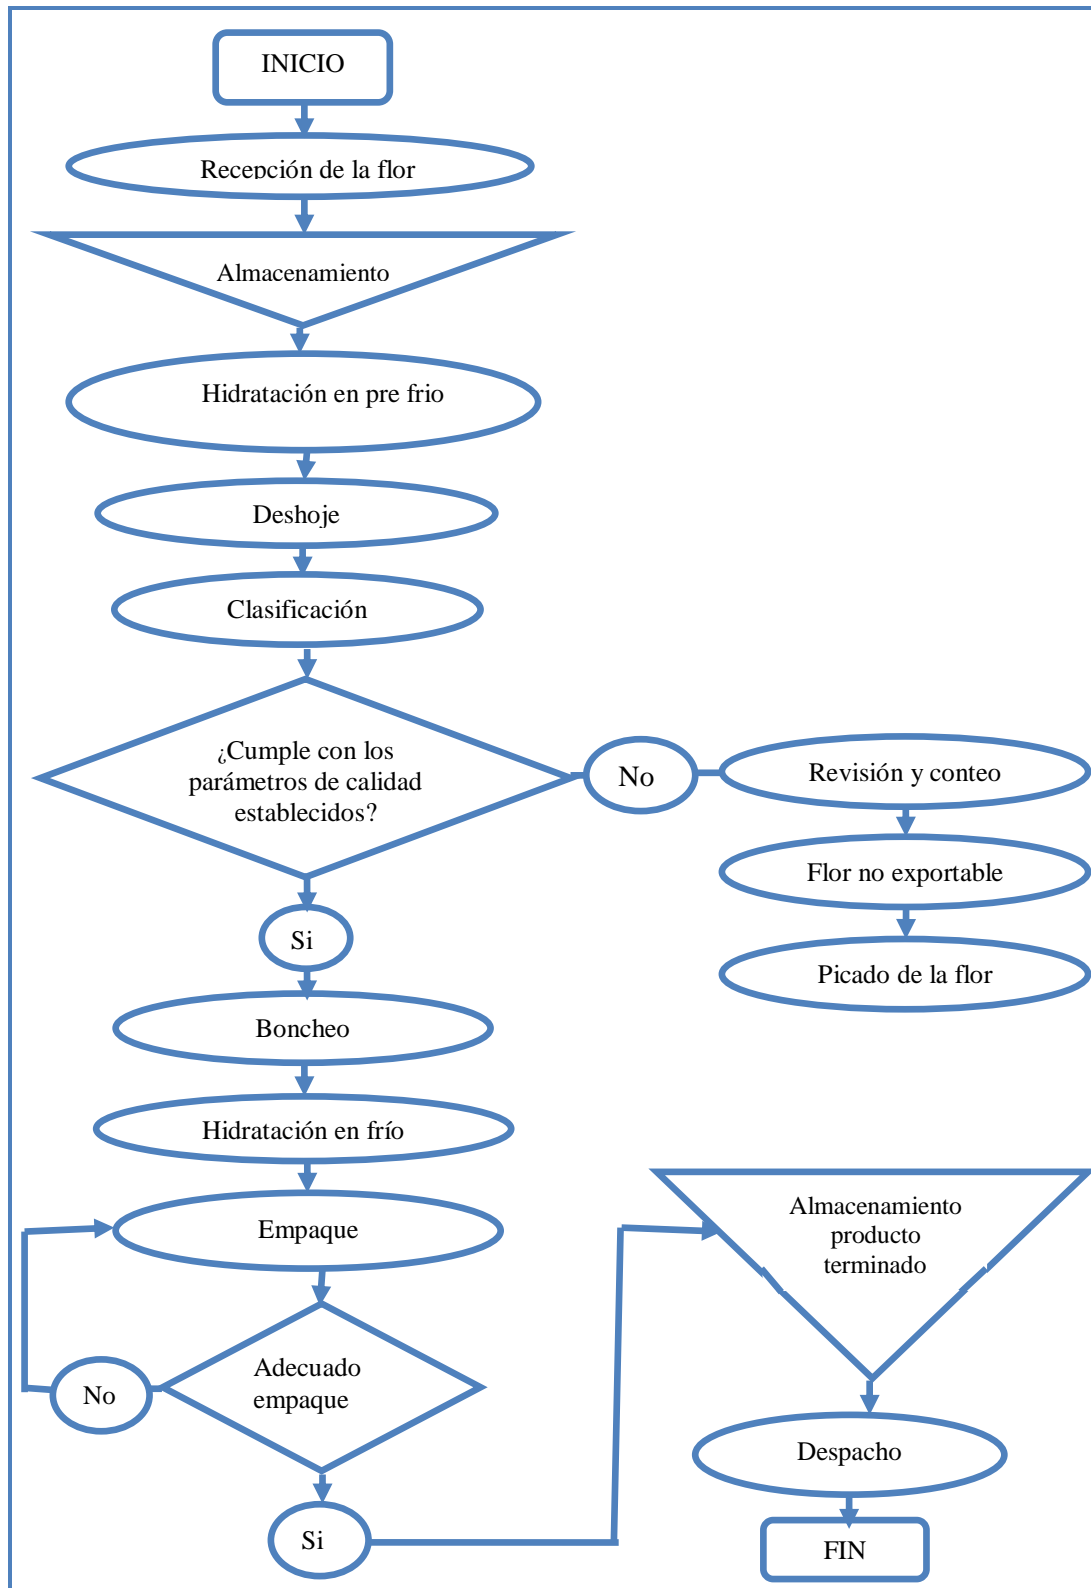 INICIO
Recepción de la flor
Almacenamiento
Hidratación en pre frio
Deshoje
Clasificación
¿Cumple con los
parámetros de calidad
establecidos?
No
Revisión y conteo
Flor no exportable
Picado de la flor
Si
Boncheo
Hidratación en frío
Empaque
Adecuado
empaque
No
Si
Almacenamiento
producto
terminado
Despacho
FIN